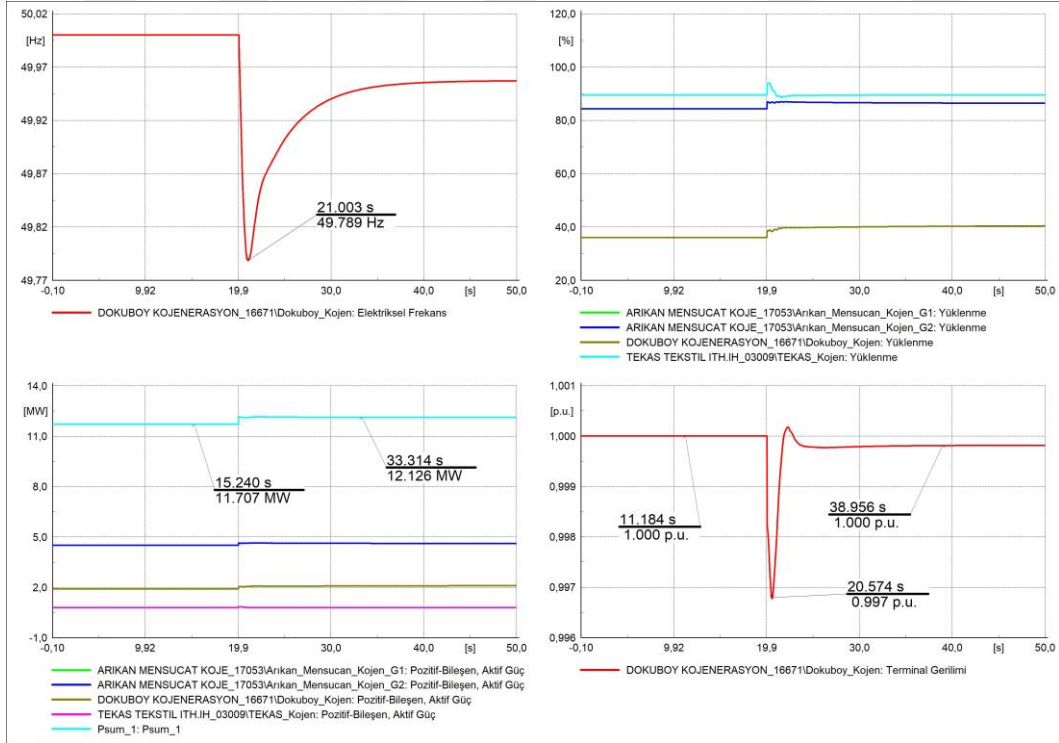 50,02
[Hz]
49,97
49,92
49,87
49,82
49,77
21.003 s
49.789 Hz
-0,10
9,92
19,9
30,0
[s]
50,0
DOKUBOY KOJENERASYON_16671\Dokuboy_Kojen: Elektriksel Frekans
120,0
[%]
100,0
80,0
60,0
40,0
20,0
-0,10
9,92
19,9
30,0
40,0
[s]
50,0
ARIKAN MENSUCAT KOJE_17053\Arıkan_Mensucan_Kojen_G1: Yüklenme
ARIKAN MENSUCAT KOJE_17053\Arıkan_Mensucan_Kojen_G2: Yüklenme
DOKUBOY KOJENERASYON_16671\Dokuboy_Kojen: Yüklenme
TEKAS TEKSTIL ITH.IH_03009\TEKAS_Kojen: Yüklenme
14,0
[MW]
11,0
8,0
5,0
2,0
-1,0
15.240 s
11.707 MW
33.314 s
12.126 MW
-0,10
9,92
19,9
30,0
40,0
[s]
50,0
ARIKAN MENSUCAT KOJE_17053\Arıkan_Mensucan_Kojen_G1: Pozitif-Bileşen, Aktif Güç
ARIKAN MENSUCAT KOJE_17053\Arıkan_Mensucan_Kojen_G2: Pozitif-Bileşen, Aktif Güç
DOKUBOY KOJENERASYON_16671\Dokuboy_Kojen: Pozitif-Bileşen, Aktif Güç
TEKAS TEKSTIL ITH.IH_03009\TEKAS_Kojen: Pozitif-Bileşen, Aktif Güç
Psum_1: Psum_1
1,001
[p.u.]
1,000
0,999
0,998
0,997
0,996
11.184 s
1.000 p.u.
38.956 s
1.000 p.u.
20.574 s
0.997 p.u.
-0,10
9,92
19,9
30,0
40,0
[s]
50,0
DOKUBOY KOJENERASYON_16671\Dokuboy_Kojen: Terminal Gerilimi